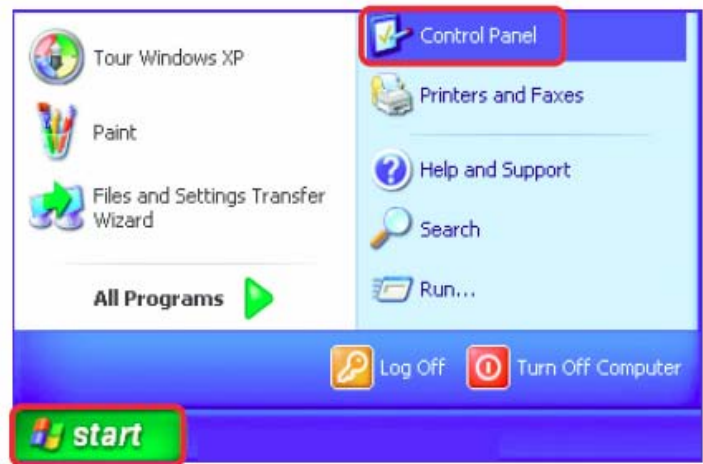 Tour Windows XP
Paint
Files and Settings Transfer
Wizard
All Programs
Control Panel
Printers and Faxes
Help and Support
Search
Run...
Log Off
Turn Off Computer
start